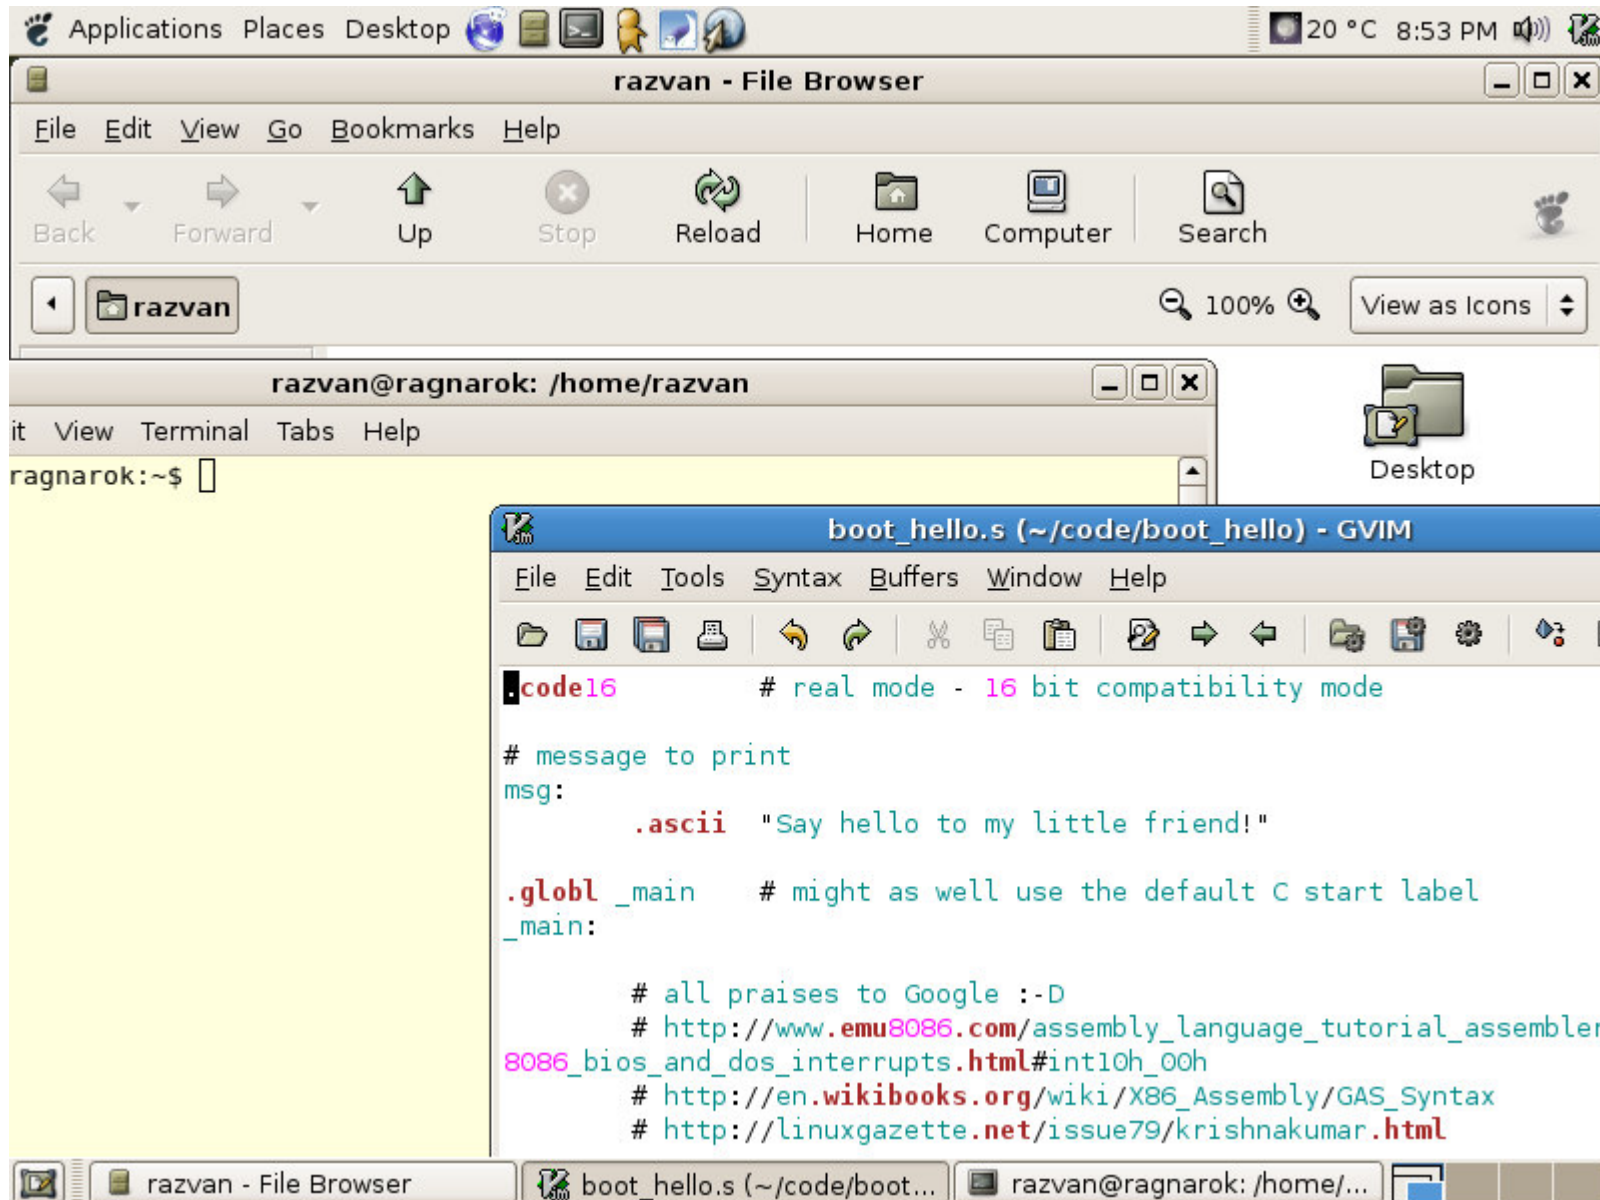 Applications Places Desktop 20 °C 8:53 PM
razvan - File Browser
File Edit View Go Bookmarks Help
Back Forward Up Stop Reload Home Computer Search
razvan 100% View as Icons
razvan@ragnarok: /home/razvan
it View Terminal Tabs Help
ragnarok:~$
Desktop
boot_hello.s (~/code/boot_hello) - GVIM
File Edit Tools Syntax Buffers Window Help
.code16 # real mode - 16 bit compatibility mode
# message to print
msg:
.ascii "Say hello to my little friend!"
.globl _main # might as well use the default C start label
_main:
# all praises to Google :-D
# http://www.emu8086.com/assembly_language_tutorial_assembler
8086_bios_and_dos_interrupts.html#int10h_00h
# http://en.wikibooks.org/wiki/X86_Assembly/GAS_Syntax
# http://linuxgazette.net/issue79/krishnakumar.html
razvan - File Browser boot_hello.s (~/code/boot... razvan@ragnarok: /home/...